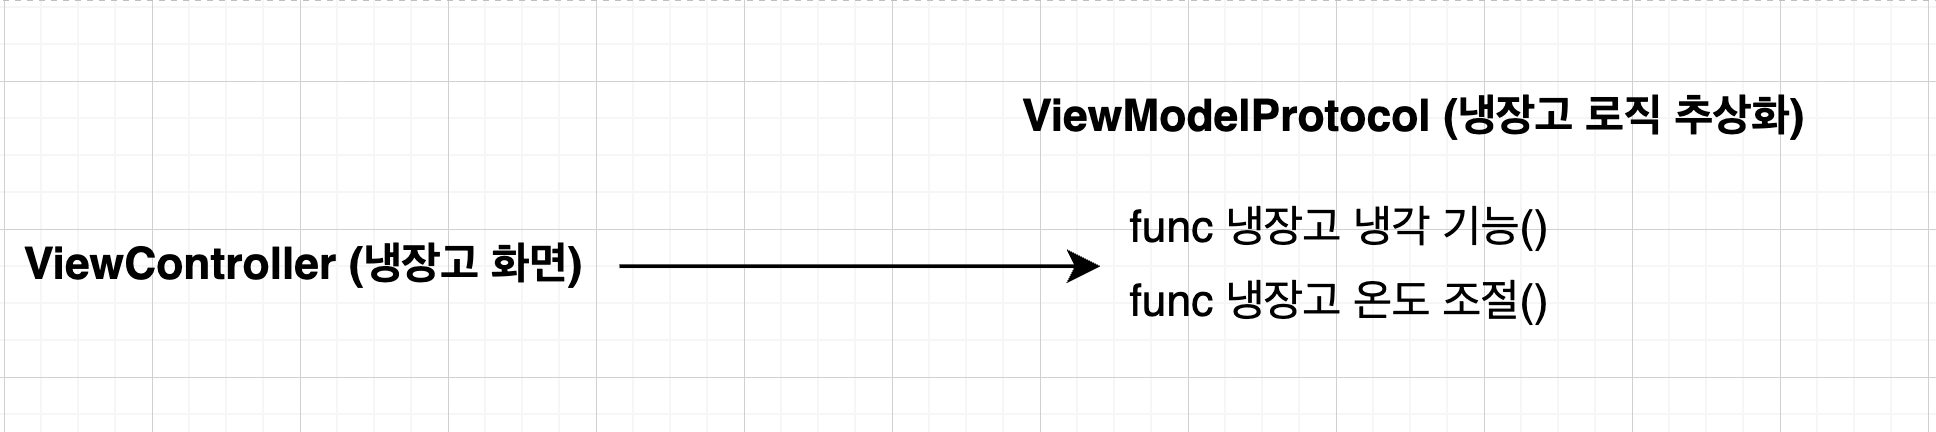 ViewModelProtocol (냉장고 로직 추상화)
func 냉장고 냉각 기능()
ViewController (냉장고 화면)
func 냉장고 온도 조절()